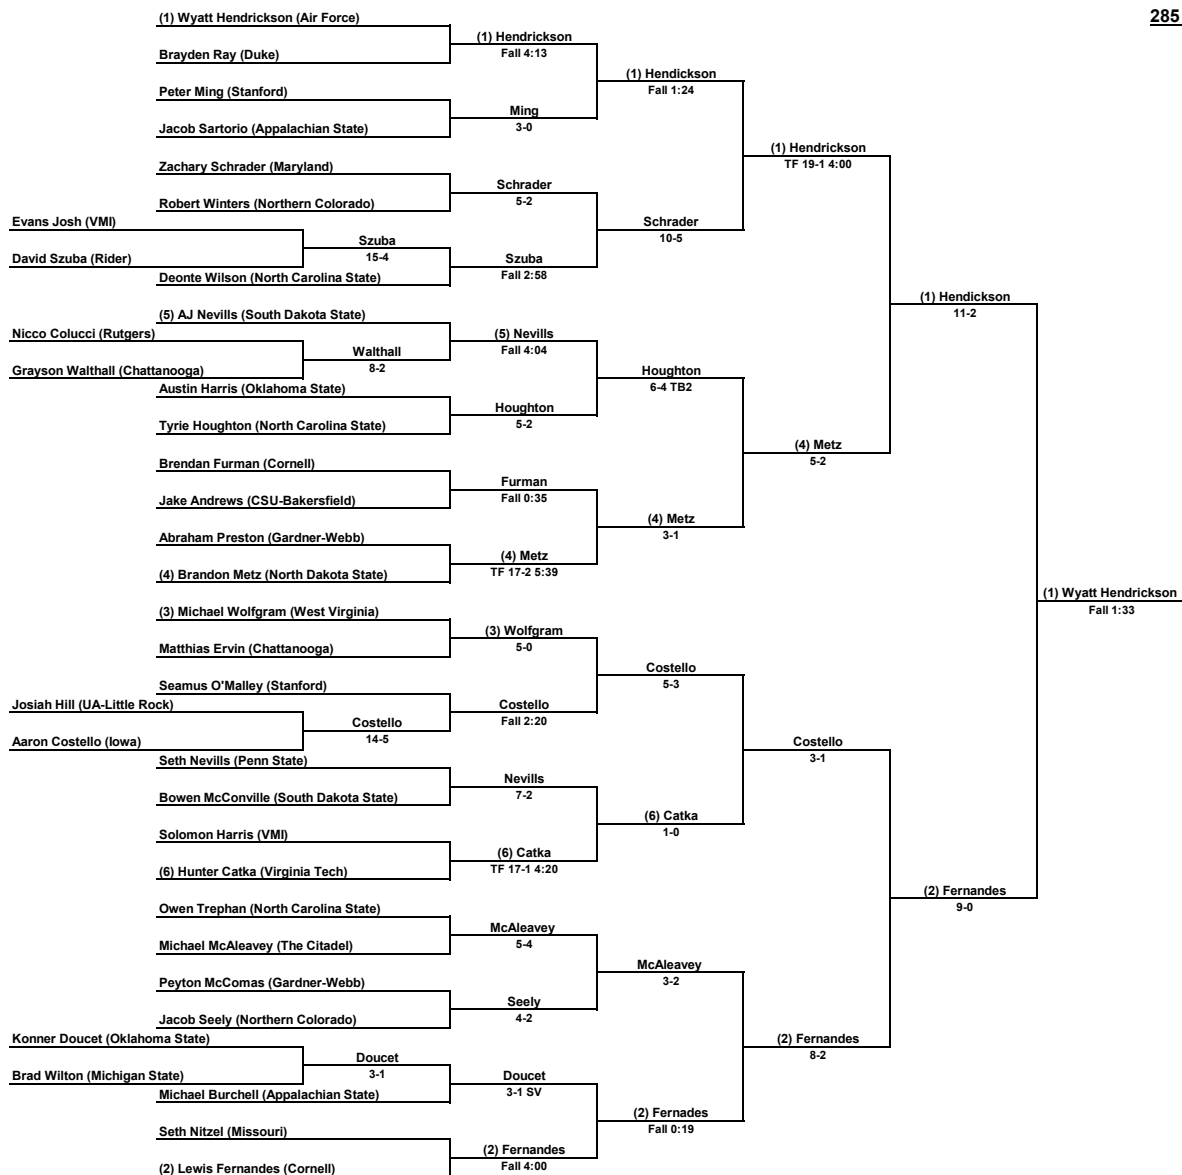 285
(1) Wyatt Hendrickson (Air Force)
(1) Hendrickson
Fall 4:13
Brayden Ray (Duke)
(1) Hendickson
Fall 1:24
Peter Ming (Stanford)
Ming
3-0
Jacob Sartorio (Appalachian State)
(1) Hendrickson
TF 19-1 4:00
Zachary Schrader (Maryland)
Schrader
5-2
Robert Winters (Northern Colorado)
Evans Josh (VMI)
Schrader
10-5
Szuba
15-4
David Szuba (Rider)
Szuba
Fall 2:58
Deonte Wilson (North Carolina State)
(1) Hendickson
11-2
(5) AJ Nevills (South Dakota State)
Nicco Colucci (Rutgers)
(5) Nevills
Fall 4:04
Walthall
8-2
Grayson Walthall (Chattanooga)
Houghton
6-4 TB2
Austin Harris (Oklahoma State)
Houghton
5-2
Tyrie Houghton (North Carolina State)
(4) Metz
5-2
Brendan Furman (Cornell)
Furman
Fall 0:35
Jake Andrews (CSU-Bakersfield)
(4) Metz
3-1
Abraham Preston (Gardner-Webb)
(4) Metz
TF 17-2 5:39
(4) Brandon Metz (North Dakota State)
(1) Wyatt Hendrickson
Fall 1:33
(3) Michael Wolfgram (West Virginia)
(3) Wolfgram
5-0
Matthias Ervin (Chattanooga)
Costello
5-3
Seamus O'Malley (Stanford)
Josiah Hill (UA-Little Rock)
Costello
Fall 2:20
Costello
14-5
Aaron Costello (Iowa)
Costello
3-1
Seth Nevills (Penn State)
Nevills
7-2
Bowen McConville (South Dakota State)
(6) Catka
1-0
Solomon Harris (VMI)
(6) Catka
TF 17-1 4:20
(6) Hunter Catka (Virginia Tech)
(2) Fernandes
9-0
Owen Trephan (North Carolina State)
McAleavey
5-4
Michael McAleavey (The Citadel)
McAleavey
3-2
Peyton McComas (Gardner-Webb)
Seely
4-2
Jacob Seely (Northern Colorado)
Konner Doucet (Oklahoma State)
(2) Fernandes
8-2
Doucet
3-1
Brad Wilton (Michigan State)
Doucet
3-1 SV
Michael Burchell (Appalachian State)
(2) Fernades
Fall 0:19
Seth Nitzel (Missouri)
(2) Fernandes
Fall 4:00
(2) Lewis Fernandes (Cornell)